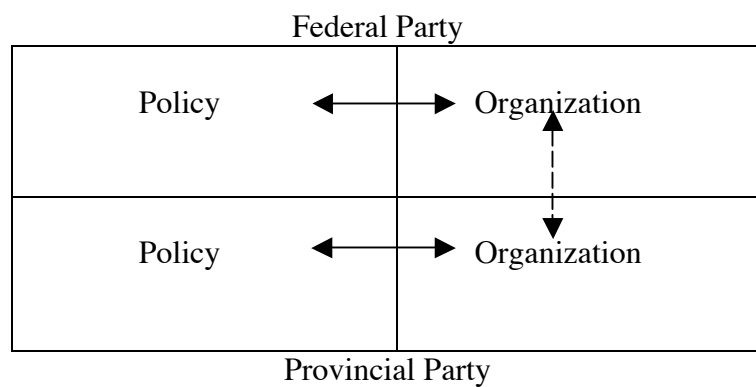 Federal Party
Policy Organization
Policy Organization
Provincial Party